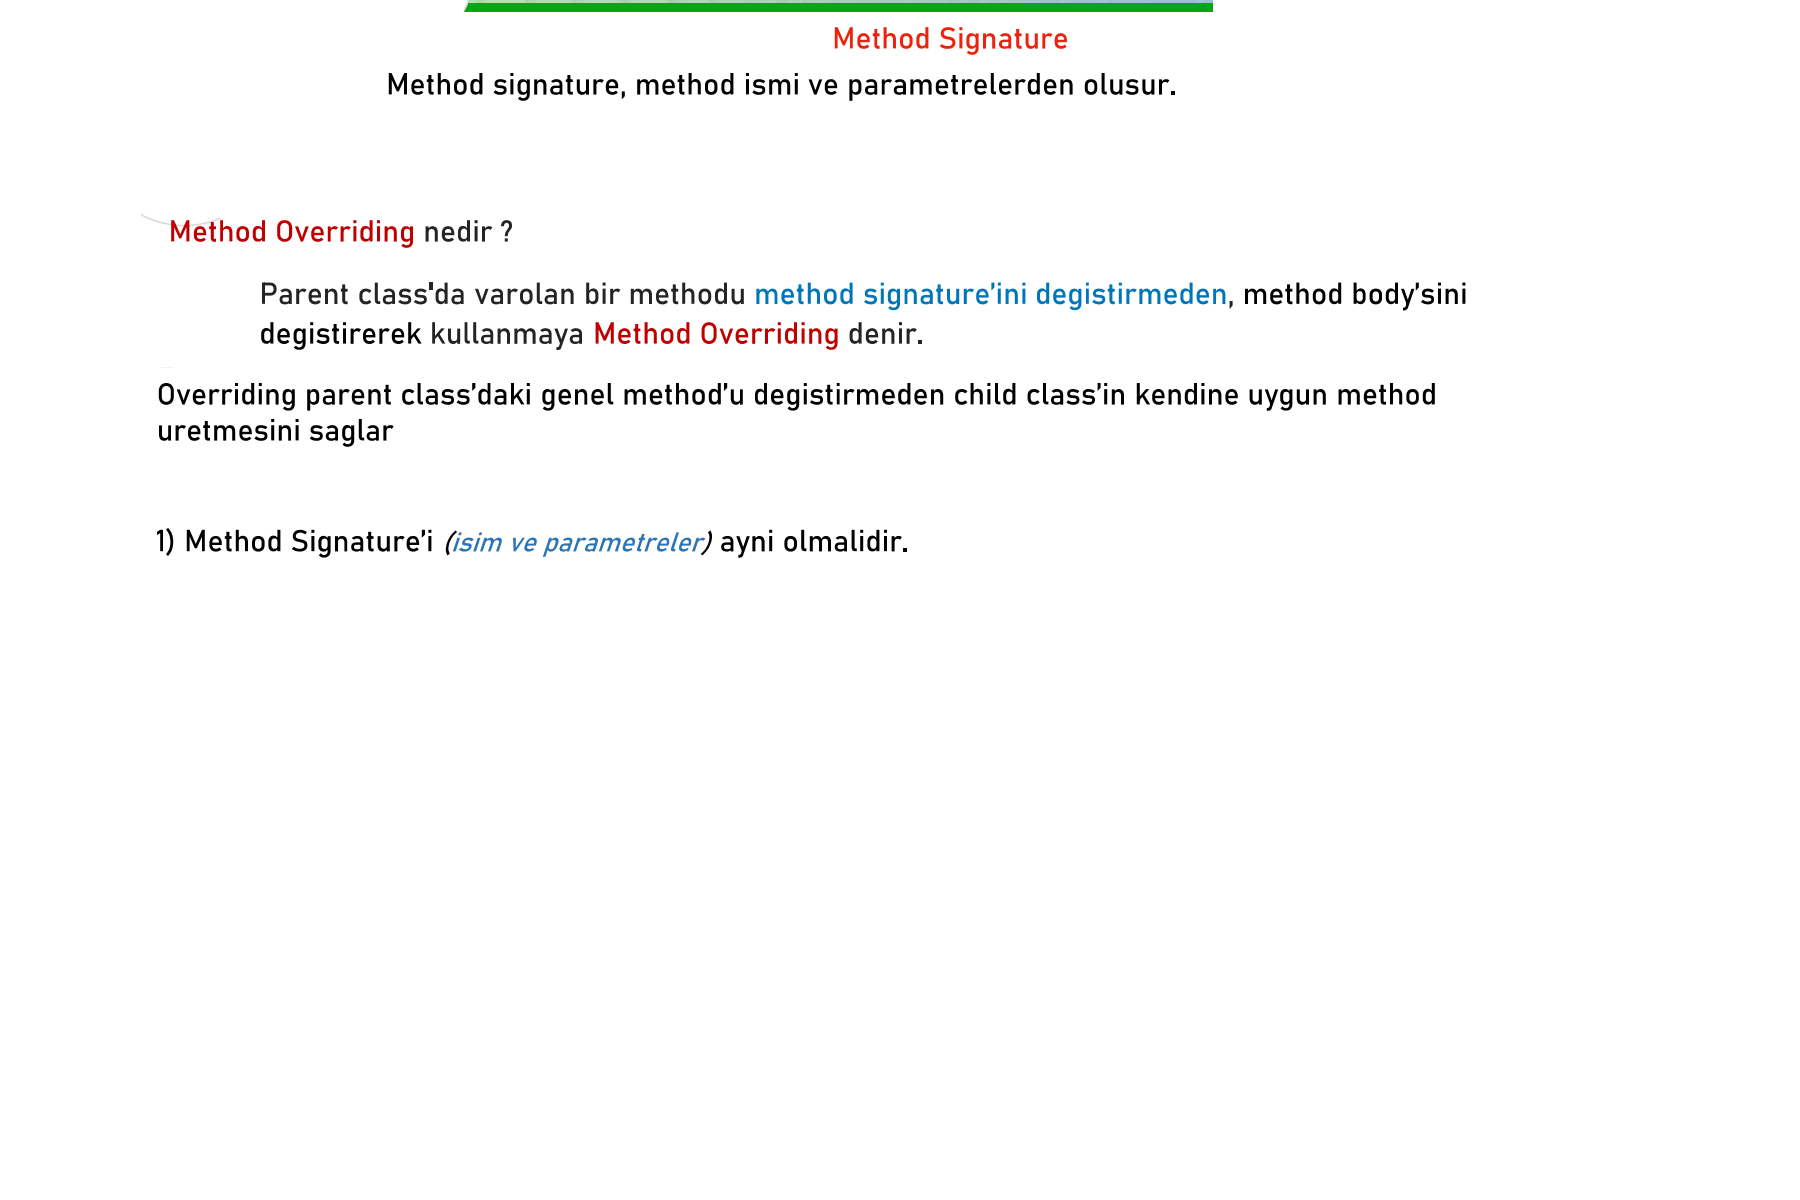 Method Signature
Method signature, method ismi ve parametrelerden olusur.
Method Overriding nedir ?
Parent class'da varolan bir methodu method signature’ini degistirmeden, method body’sini
degistirerek kullanmaya Method Overriding denir.
Overriding parent class’daki genel method’u degistirmeden child class’in kendine uygun method
uretmesini saglar
1) Method Signature’i (isim ve parametreler) ayni olmalidir.